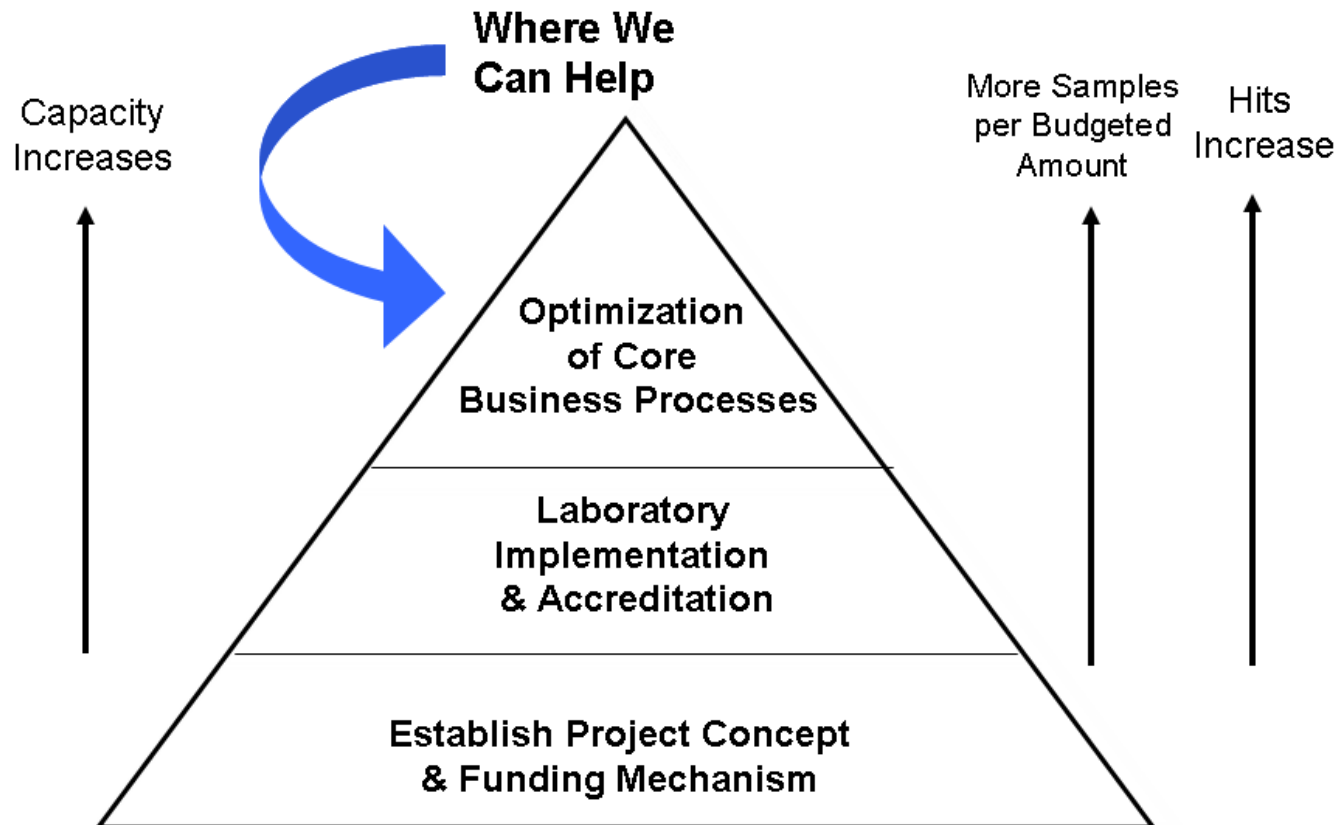 Where We
Can Help
Capacity
Increases
More Samples
per Budgeted
Amount
Hits
Increase
Optimization
of Core
Business Processes
Laboratory
Implementation
& Accreditation
Establish Project Concept
& Funding Mechanism